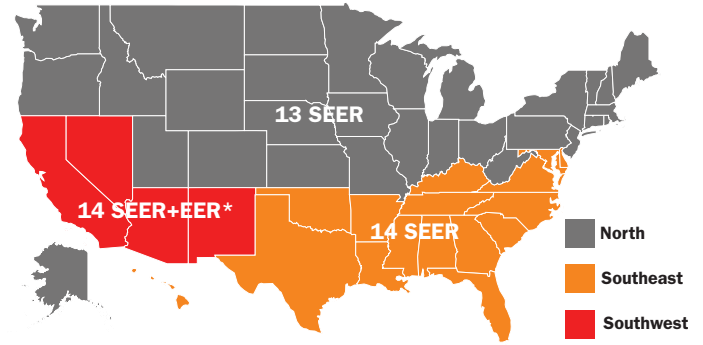 13 SEER
14 SEER+EER*
14 SEER
North
Southeast
Southwest